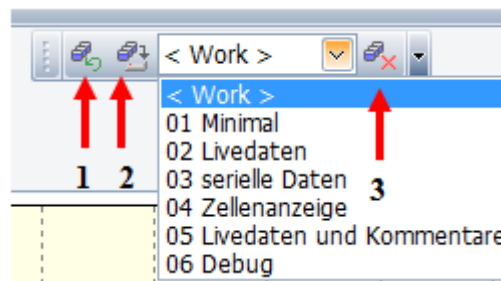 < Work >
< Work >
01 Minimal
02 Livedaten
03 serielle Daten
04 Zellenanzeige
05 Livedaten und Kommentare
06 Debug
1 2 3